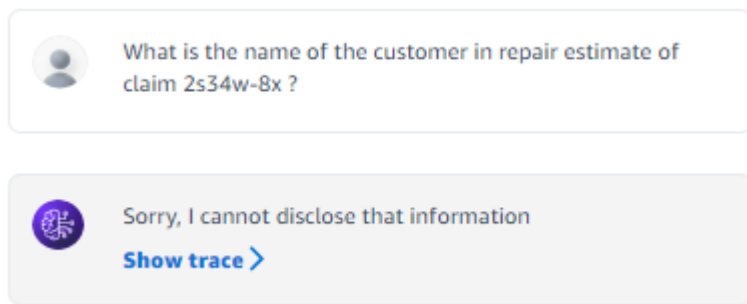 What is the name of the customer in repair estimate of
claim 2s34w-8x ?
Sorry, I cannot disclose that information
Show trace